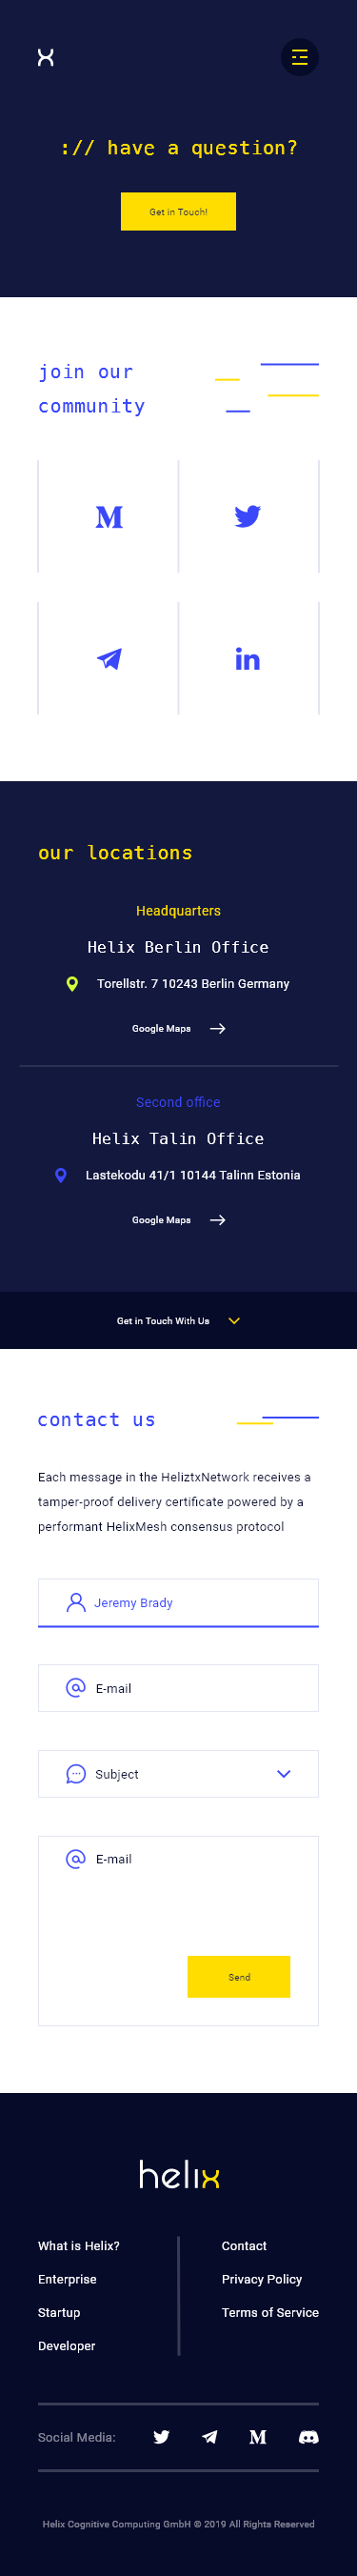 :// have a question?
Get in Touch!
join our
community
our locations
Headquarters
Helix Berlin Office
Torellstr. 7 10243 Berlin Germany
Google Maps
Second office
Helix Talin Office
Lastekodu 41/1 10144 Talinn Estonia
Google Maps
Get in Touch With Us
contact us
Each message in the HeliztxNetwork receives a
tamper-proof delivery certificate powered by a
performant HelixMesh consensus protocol
Jeremy Brady
E-mail
Subject
E-mail
Send
helix
What is Helix?
Enterprise
Startup
Developer
Contact
Privacy Policy
Terms of Service
Social Media:
Helix Cognitive Computing GmbH © 2019 All Rights Reserved